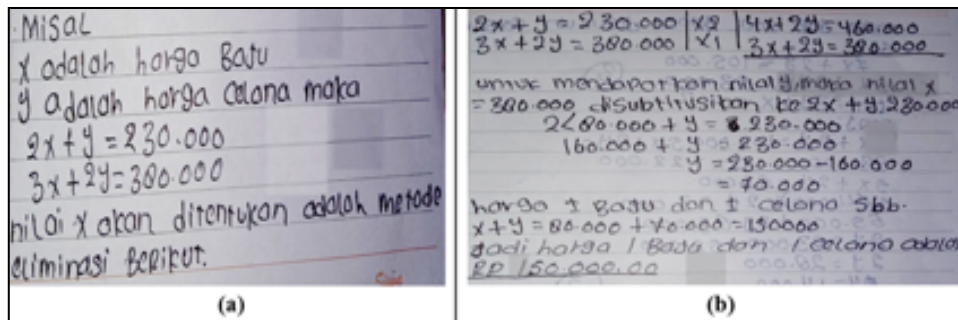 Misal
x adalah harga Baju
y adalah harga celana maka
2x + y = 230.000
3x + 2y = 380.000
nilai x akan ditentukan adalah metode
eliminasi Berikut.
(a)
2x + y = 230.000 | x2 | 4x + 2y = 460.000
3x + 2y = 380.000 | x1 | 3x + 2y = 380.000
untuk mendapatkan nilai y, maka nilai x
= 380.000 disubtitusikan ke 2x + y: 230.000
2(80.000 + y = 230.000
160.000 + y = 230.000
y = 230.000 - 160.000
= 70.000
harga 1 Baju dan 1 celana sbb.
x + y = 80.000 + 70.000 = 150000
Jadi harga 1 Baju dan 1 celana adalah
RP 150.000.00
(b)